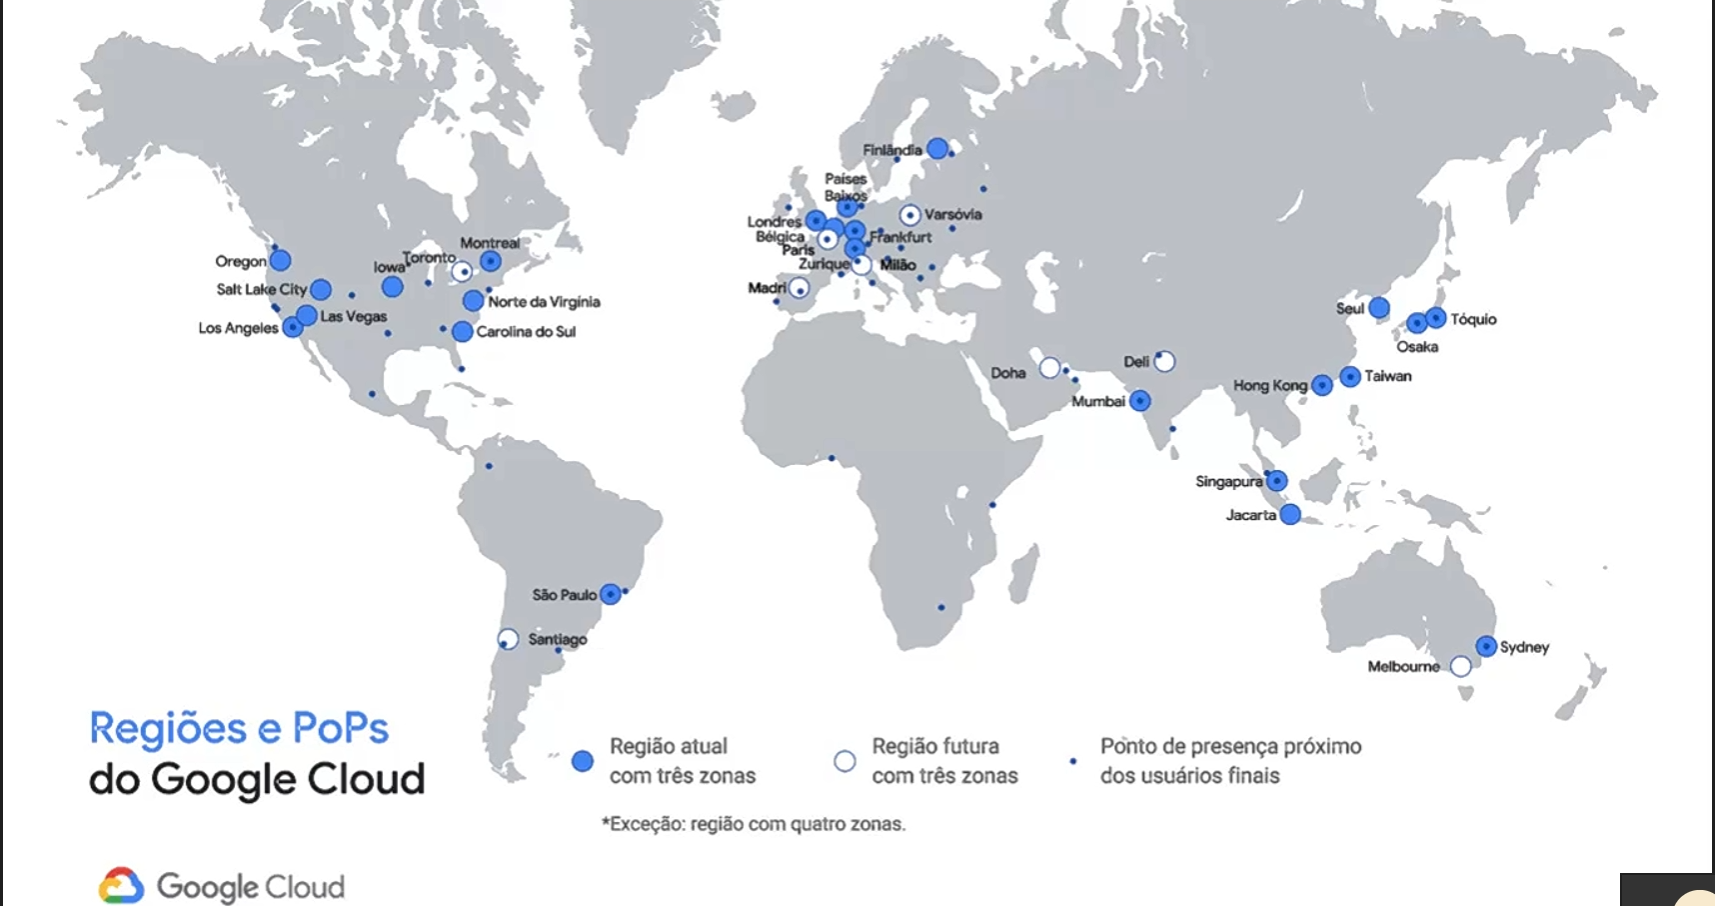 Finlândia
Países
Baixos
Londres
Varsóvia
Bélgica
Frankfurt
Paris
Zurique
Milão
Madri
Montreal
Toronto
Iowa*
Oregon
Salt Lake City
Norte da Virgínia
Las Vegas
Los Angeles
Carolina do Sul
Seul
Tóquio
Osaka
Doha
Deli
Taiwan
Hong Kong
Mumbai
Singapura
Jacarta
São Paulo
Santiago
Sydney
Melbourne
Regiões e PoPs
do Google Cloud
Região atual
com três zonas
Região futura
com três zonas
Ponto de presença próximo
dos usuários finais
*Exceção: região com quatro zonas.
Google Cloud